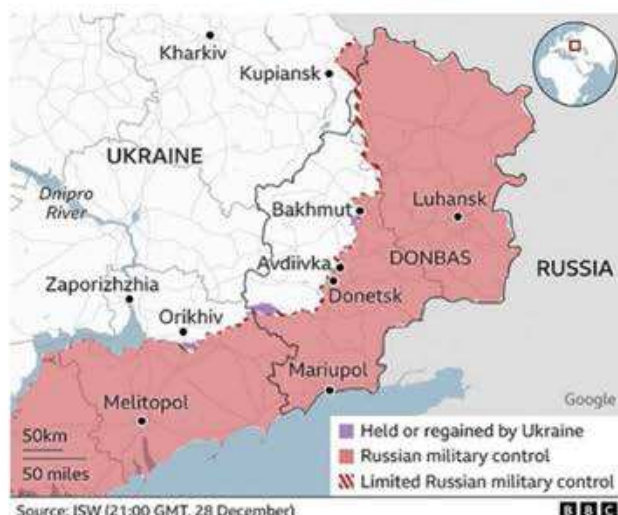 Kharkiv
Kupiansk
UKRAINE
Dnipro
River
Bakhmut
Luhansk
Avdiivka
DONBAS
RUSSIA
Zaporizhzhia
Donetsk
Orikhiv
Mariupol
Melitopol
Google
50km
50 miles
Held or regained by Ukraine
Russian military control
Limited Russian military control
Source: ISW (21:00 GMT, 28 December)
BBC